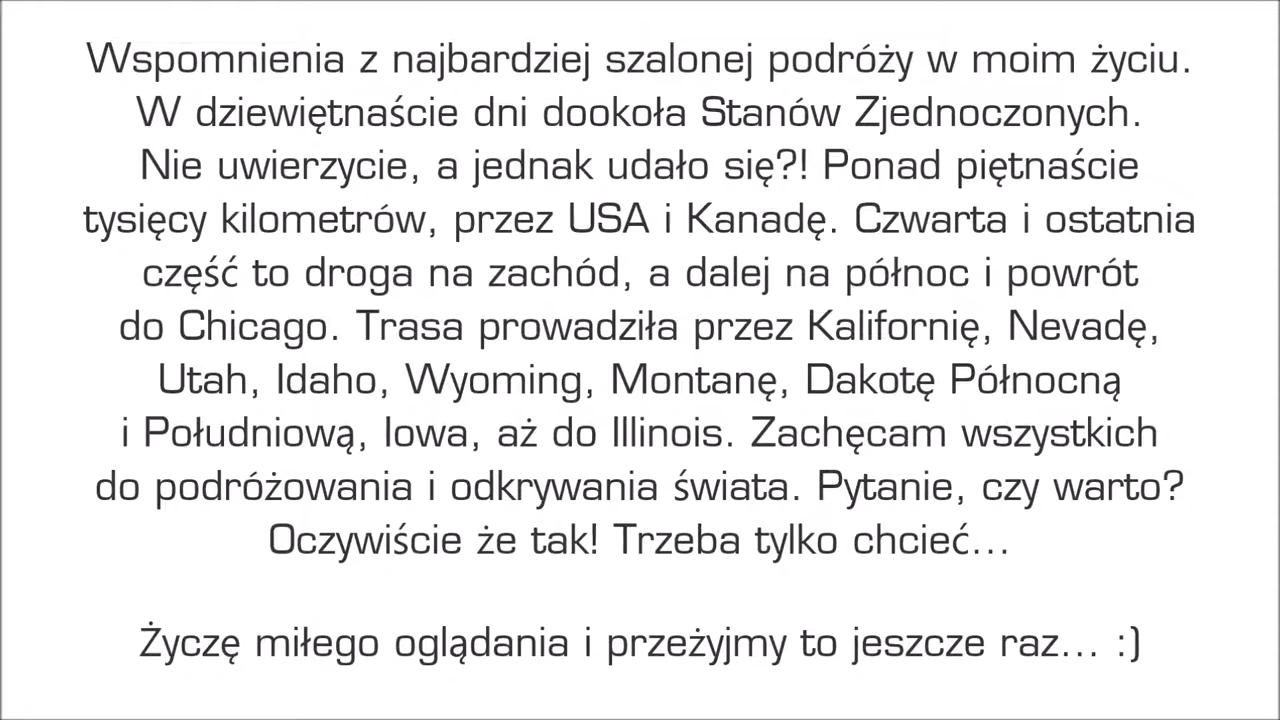 Wspomnienia z najbardziej szalonej podróży w moim życiu.
W dziewiętnaście dni dookoła Stanów Zjednoczonych.
Nie uwierzycie, a jednak udało się?! Ponad piętnaście
tysięcy kilometrów, przez USA i Kanadę. Czwarta i ostatnia
część to droga na zachód, a dalej na północ i powrót
do Chicago. Trasa prowadziła przez Kalifornię, Nevadę,
Utah, Idaho, Wyoming, Montanę, Dakotę Północną
i Południową, Iowa, aż do Illinois. Zachęcam wszystkich
do podróżowania i odkrywania świata. Pytanie, czy warto?
Oczywiście że tak! Trzeba tylko chcieć...
Życzę miłego oglądania i przeżyjmy to jeszcze raz... :)